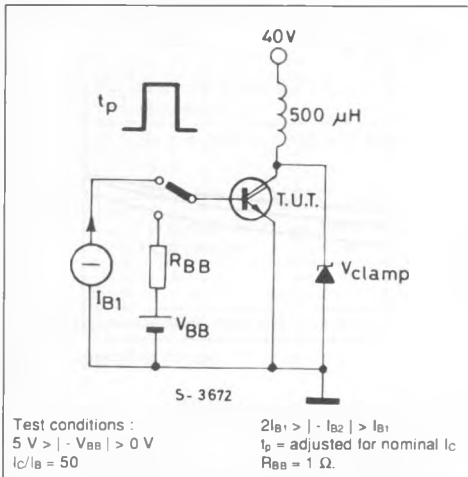 40V
tp
500 μH
T.U.T.
RBB
Vclamp
IB1
VBB
S-3672
Test conditions :
5 V > | - VBB | > 0 V
IC/IB = 50
2IB1 > | - IB2 | > IB1
tp = adjusted for nominal IC
RBB = 1 Ω.